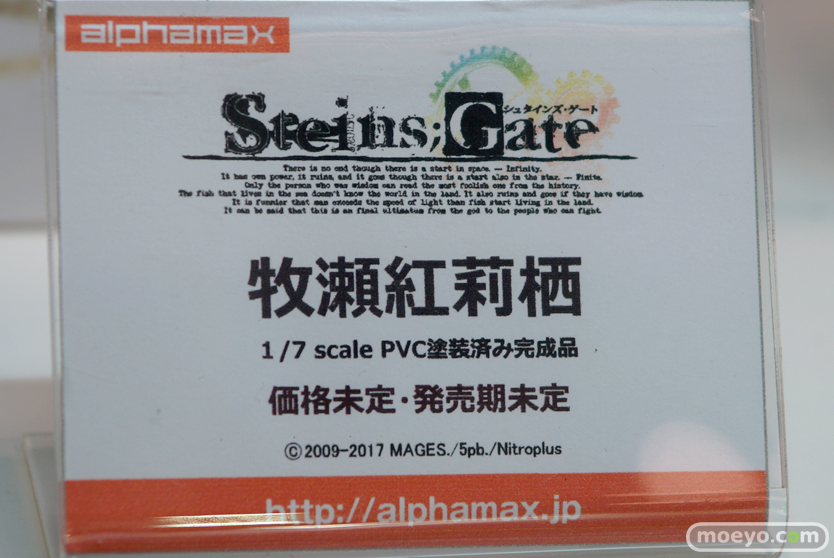 alphamax
Steins;Gate
シュタインズ・ゲート
There is no end though there is a start in space. — Infinity.
It has own power, it ruins, and it goes though there is a start also in the star. — Finite.
Only the person who was wisdom can read the most foolish one from the history.
The fish that lives in the sea doesn't know the world in the land. It also ruins and goes if they have wisdom.
It is funnier that man exceeds the speed of light than fish start living in the land.
It can be said that this is an final ultimatum from the god to the people who can fight.
牧瀬紅莉栖
1/7 scale PVC塗装済み完成品
価格未定・発売期未定
©2009-2017 MAGES./5pb./Nitroplus
http://alphamax.jp
moeyo.com